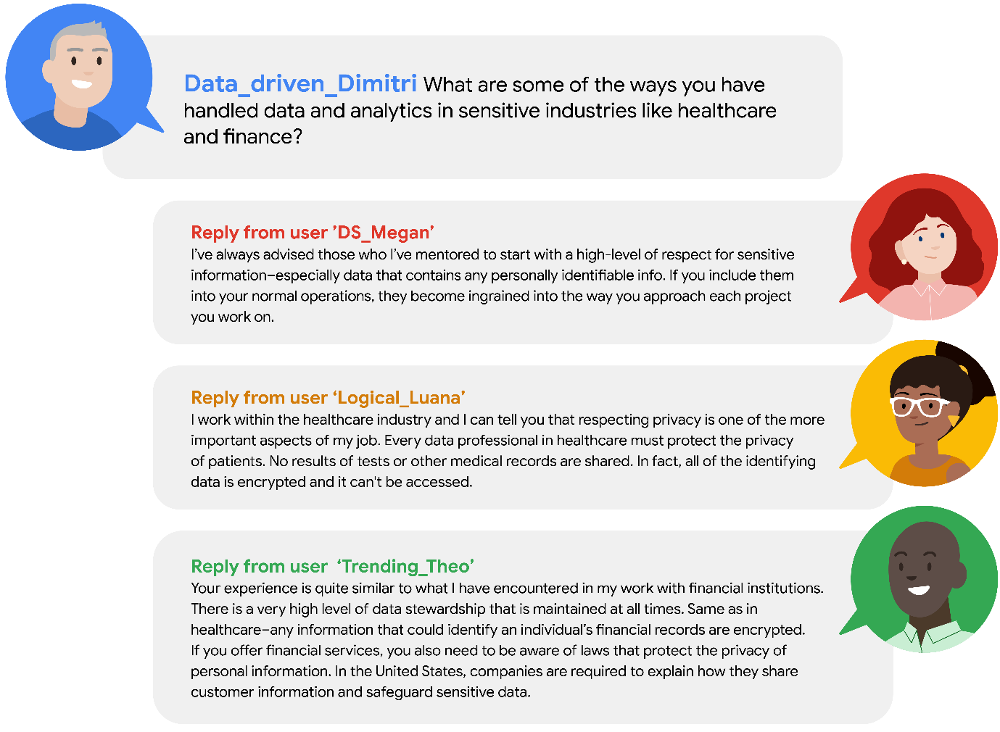 Data_driven_Dimitri What are some of the ways you have
handled data and analytics in sensitive industries like healthcare
and finance?
Reply from user ’DS_Megan’
I’ve always advised those who I’ve mentored to start with a high-level of respect for sensitive
information–especially data that contains any personally identifiable info. If you include them
into your normal operations, they become ingrained into the way you approach each project
you work on.
Reply from user ‘Logical_Luana’
I work within the healthcare industry and I can tell you that respecting privacy is one of the more
important aspects of my job. Every data professional in healthcare must protect the privacy
of patients. No results of tests or other medical records are shared. In fact, all of the identifying
data is encrypted and it can't be accessed.
Reply from user ‘Trending_Theo’
Your experience is quite similar to what I have encountered in my work with financial institutions.
There is a very high level of data stewardship that is maintained at all times. Same as in
healthcare–any information that could identify an individual’s financial records are encrypted.
If you offer financial services, you also need to be aware of laws that protect the privacy of
personal information. In the United States, companies are required to explain how they share
customer information and safeguard sensitive data.